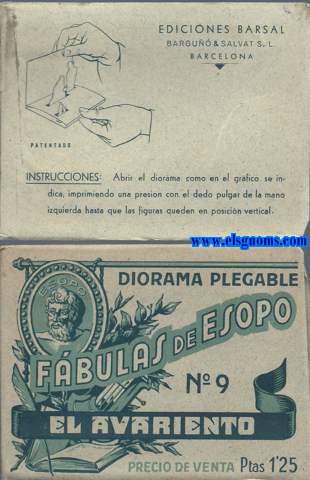 EDICIONES BARSAL
BARGUÑÓ & SALVAT S. L.
BARCELONA
PATENTADO
INSTRUCCIONES: Abrir el diorama como en el gráfico se in-
dica, imprimiendo una presion con el dedo pulgar de la mano
izquierda hasta que las figuras queden en posición vertical.
www.elsgnoms.com
ESOPO
DIORAMA PLEGABLE
FÁBULAS DE ESOPO
Nº 9
EL AVARIENTO
PRECIO DE VENTA Ptas 1'25